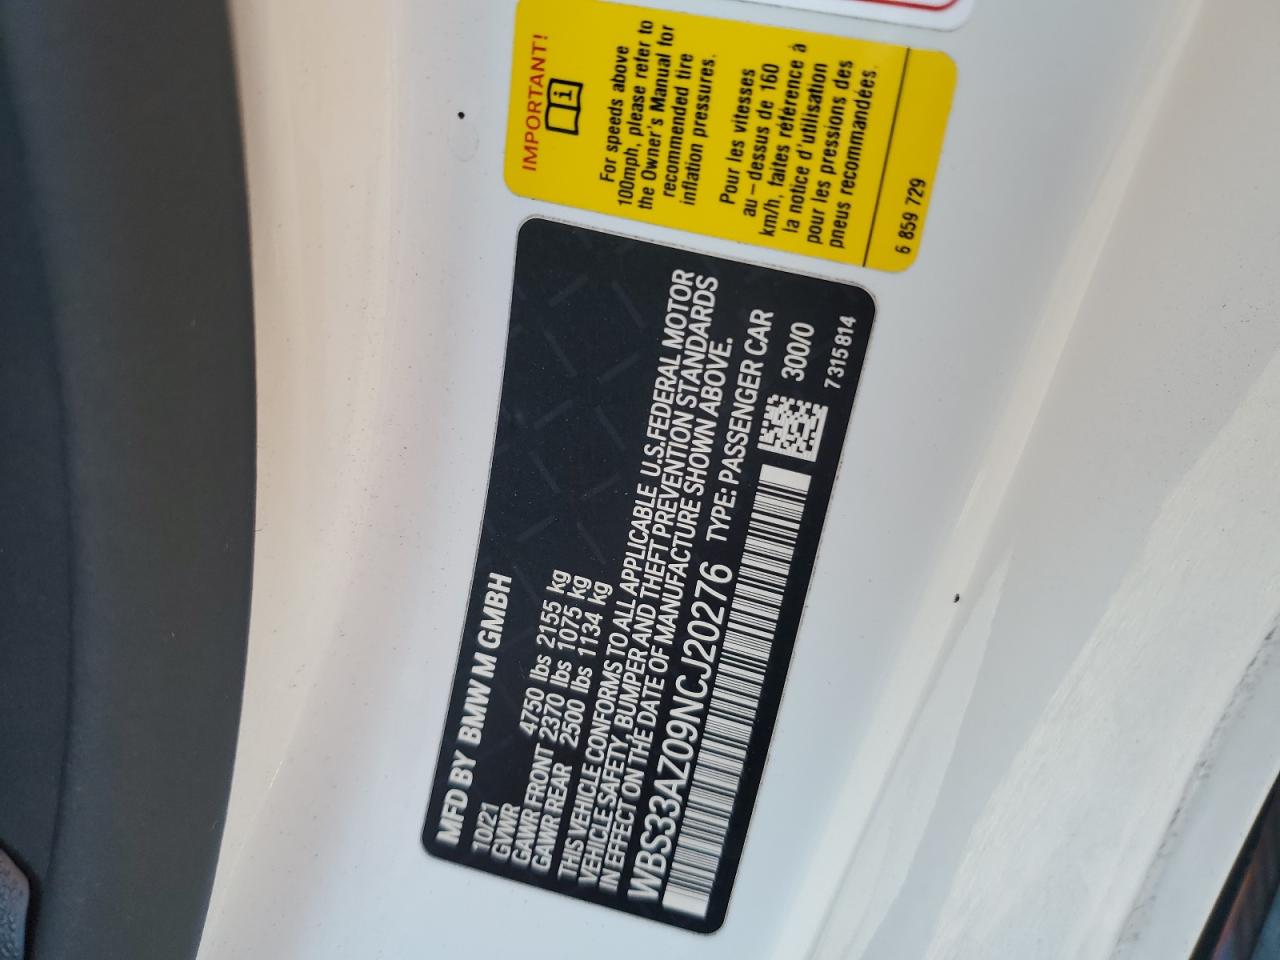 IMPORTANT!
For speeds above
100mph, please refer to
the Owner's Manual for
recommended tire
inflation pressures.
Pour les vitesses
au-dessus de 160
km/h, faites référence à
la notice d'utilisation
pour les pressions des
pneus recommandées.
6 859 729
MFD BY BMW M GMBH
10/21
GVWR 4750 lbs 2155 kg
GAWR FRONT 2370 lbs 1075 kg
GAWR REAR 2500 lbs 1134 kg
THIS VEHICLE CONFORMS TO ALL APPLICABLE U.S.FEDERAL MOTOR
VEHICLE SAFETY, BUMPER AND THEFT PREVENTION STANDARDS
IN EFFECT ON THE DATE OF MANUFACTURE SHOWN ABOVE.
WBS33AZ09NCJ20276 TYPE: PASSENGER CAR
300/0
7 315 814